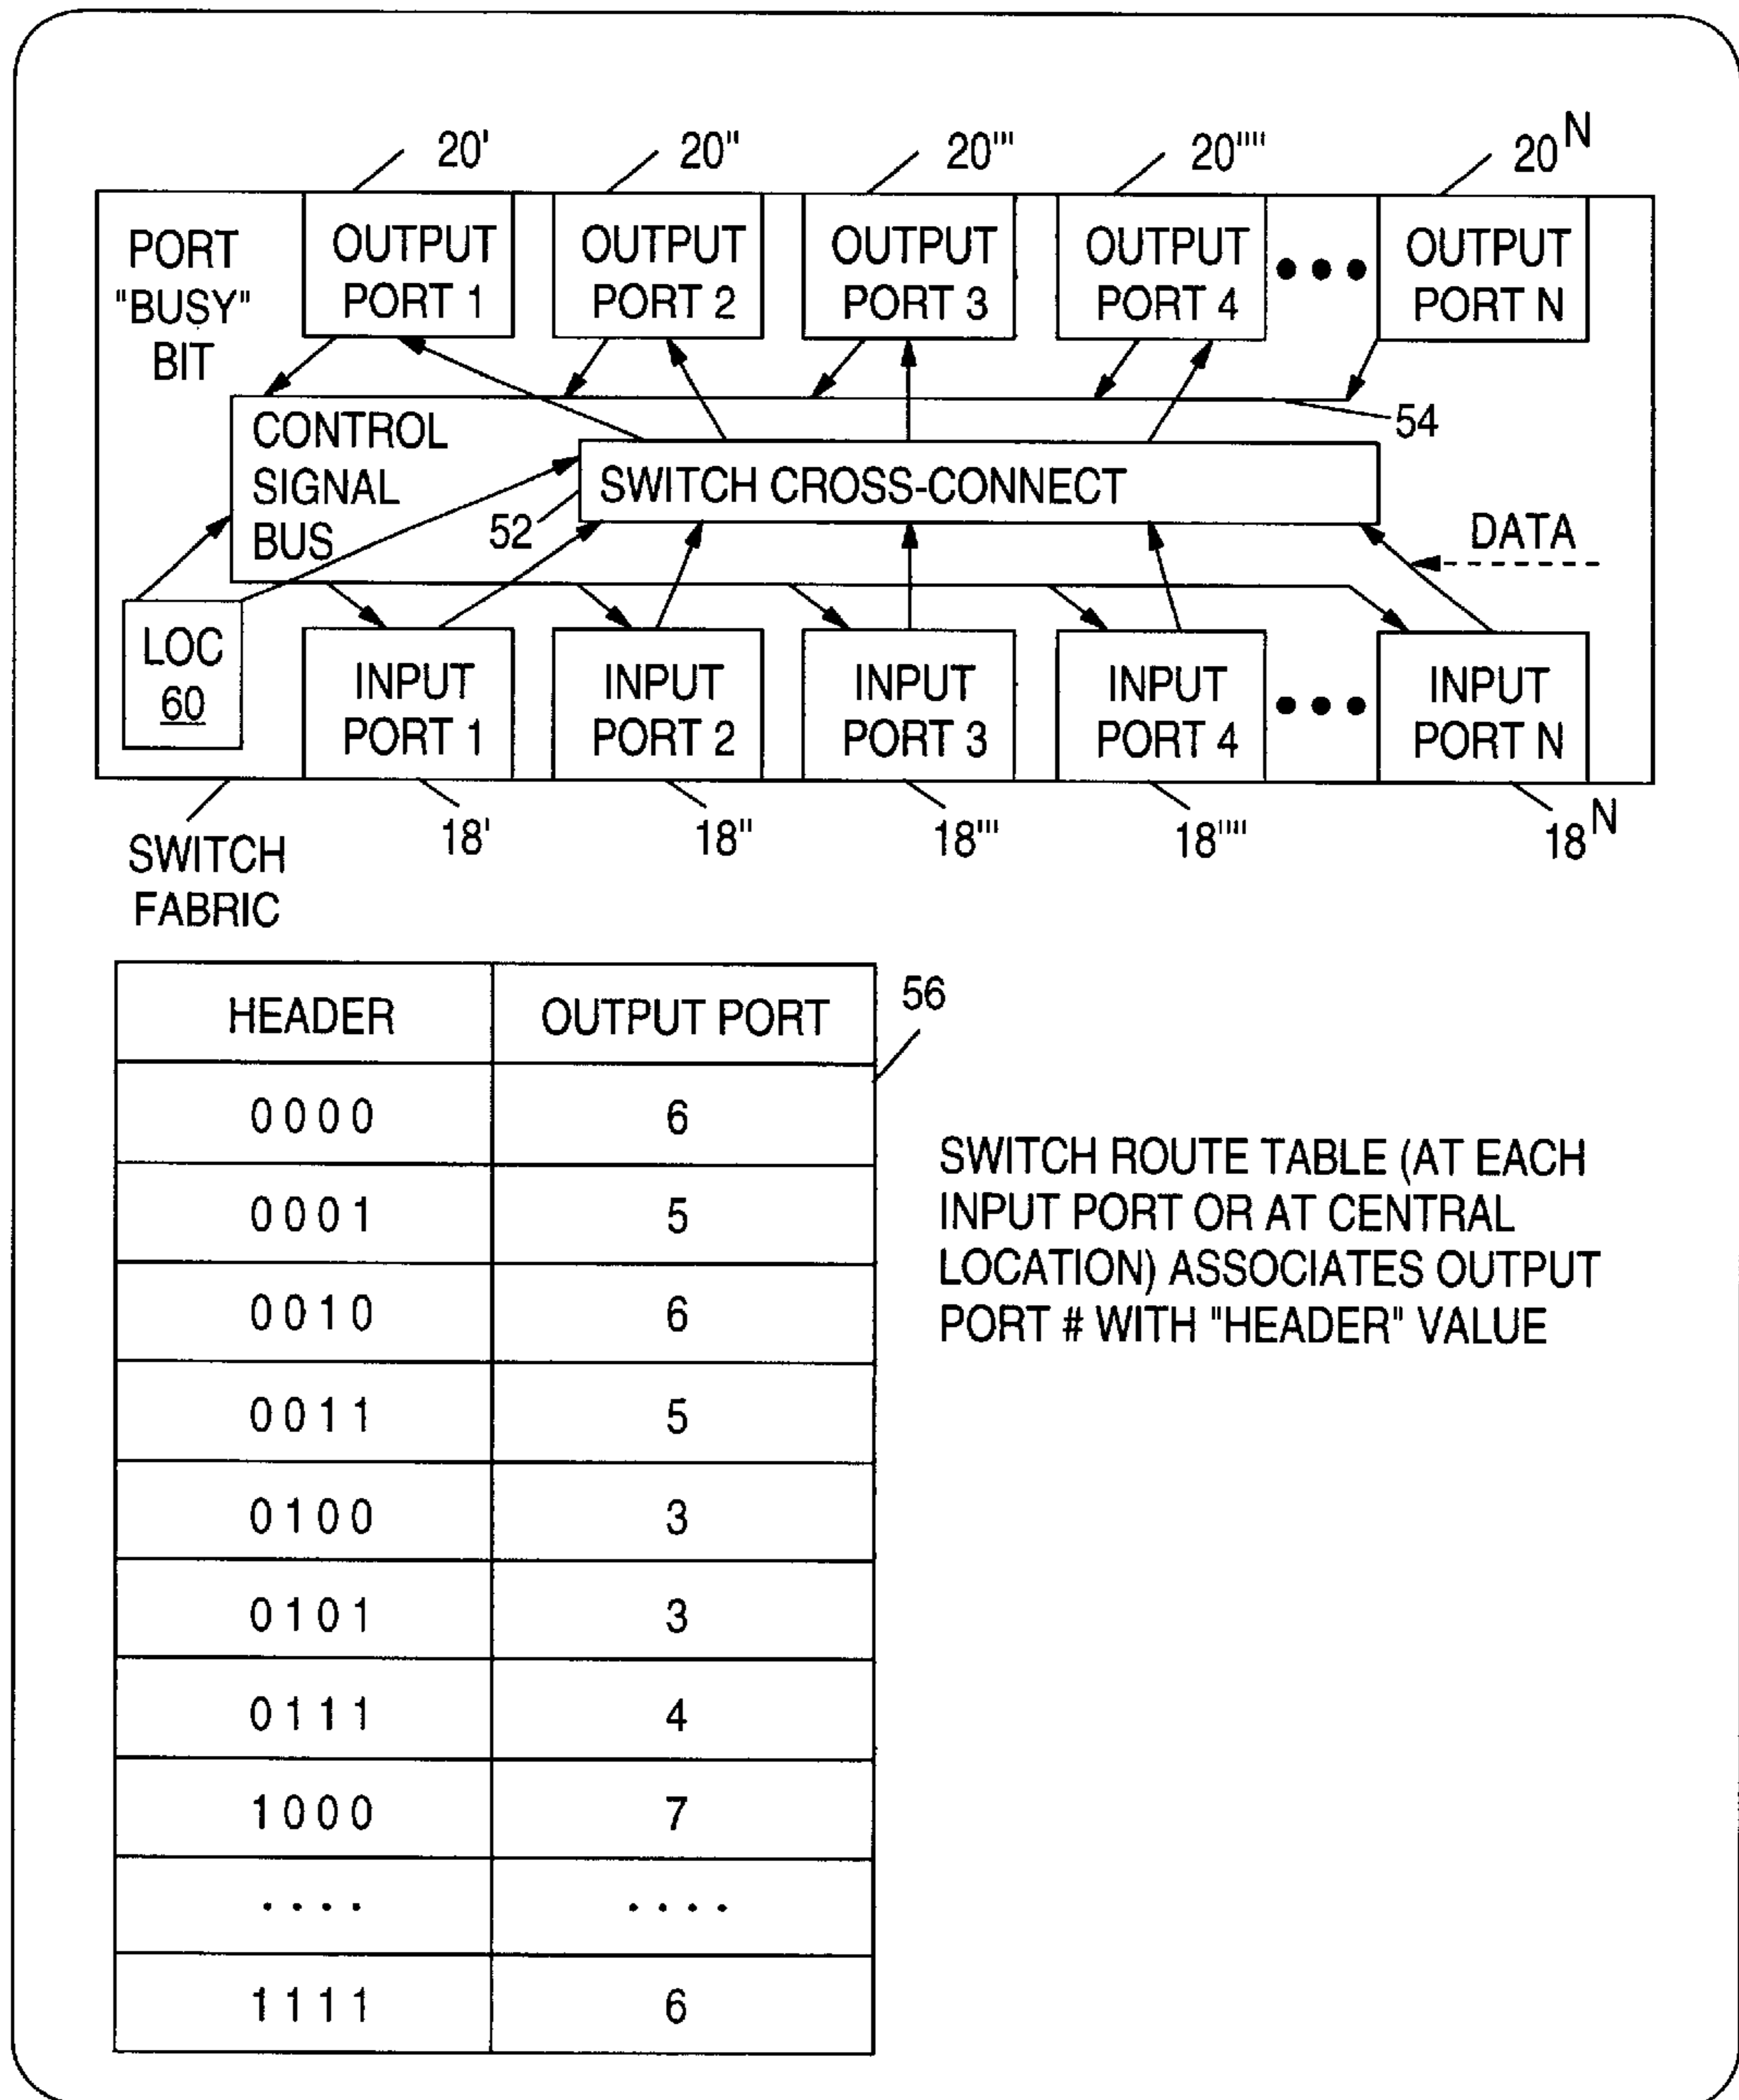 20' 20" 20''' 20'''' 20N
PORT "BUSY" BIT
OUTPUT PORT 1
OUTPUT PORT 2
OUTPUT PORT 3
OUTPUT PORT 4
OUTPUT PORT N
CONTROL SIGNAL BUS
54
SWITCH CROSS-CONNECT
52
DATA
LOC 60
INPUT PORT 1
INPUT PORT 2
INPUT PORT 3
INPUT PORT 4
INPUT PORT N
18' 18" 18''' 18'''' 18N
SWITCH
FABRIC
HEADER OUTPUT PORT
56
0000 6
0001 5
0010 6
0011 5
0100 3
0101 3
0111 4
1000 7
.... ....
1111 6
SWITCH ROUTE TABLE (AT EACH
INPUT PORT OR AT CENTRAL
LOCATION) ASSOCIATES OUTPUT
PORT # WITH "HEADER" VALUE